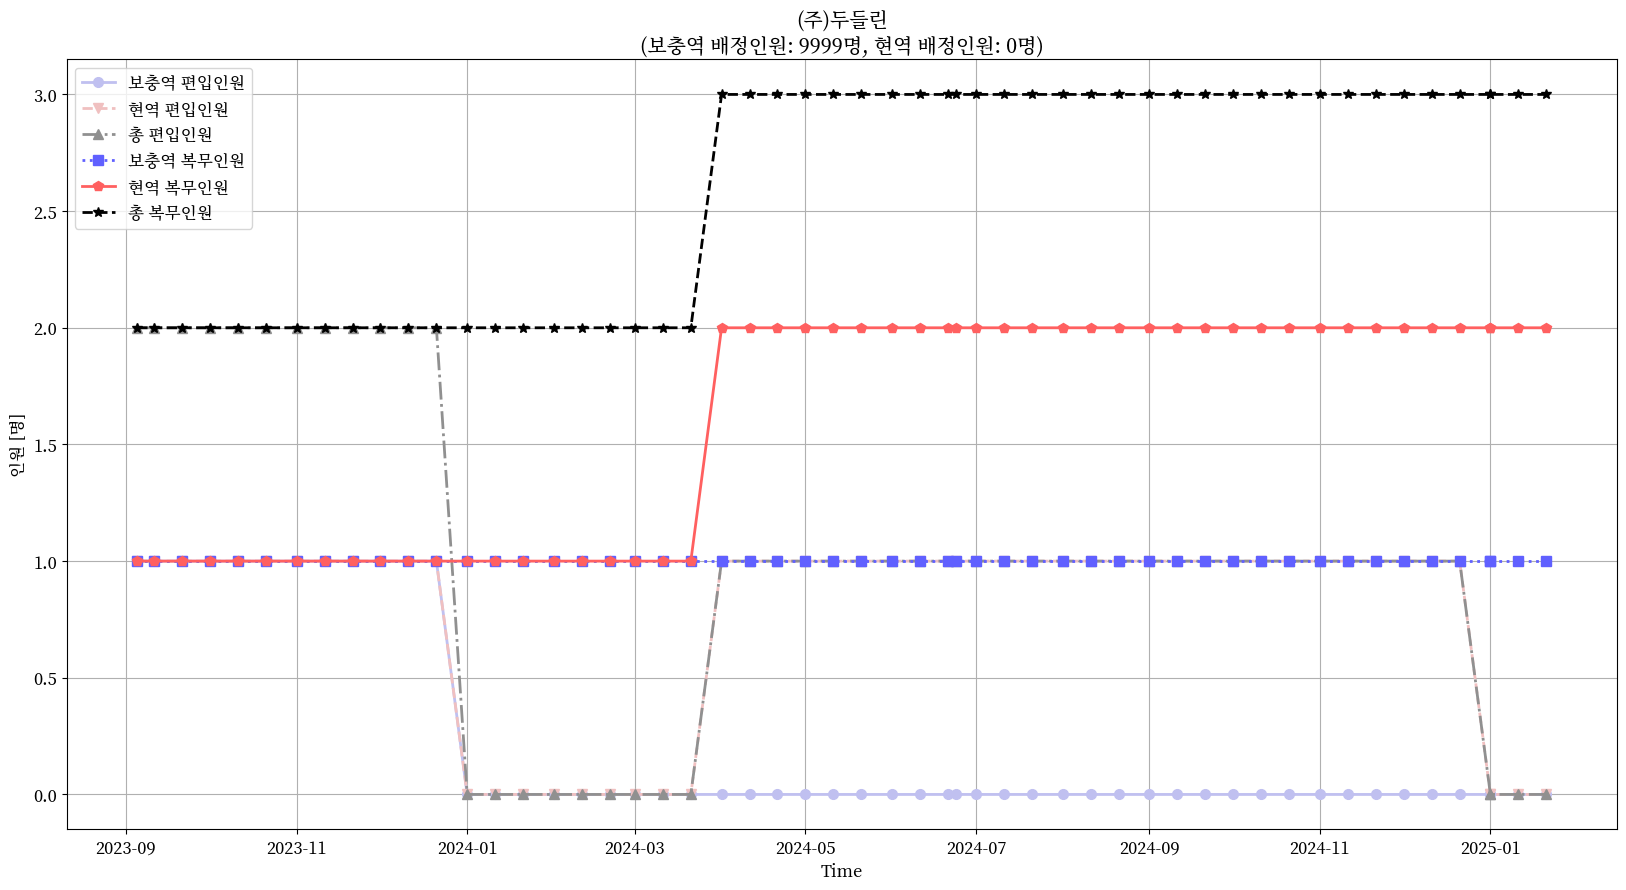 (주)두들린
(보충역 배정인원: 9999명, 현역 배정인원: 0명)
보충역 편입인원
현역 편입인원
총 편입인원
보충역 복무인원
현역 복무인원
총 복무인원
인원 [명]
3.0
2.5
2.0
1.5
1.0
0.5
0.0
2023-09
2023-11
2024-01
2024-03
2024-05
2024-07
2024-09
2024-11
2025-01
Time